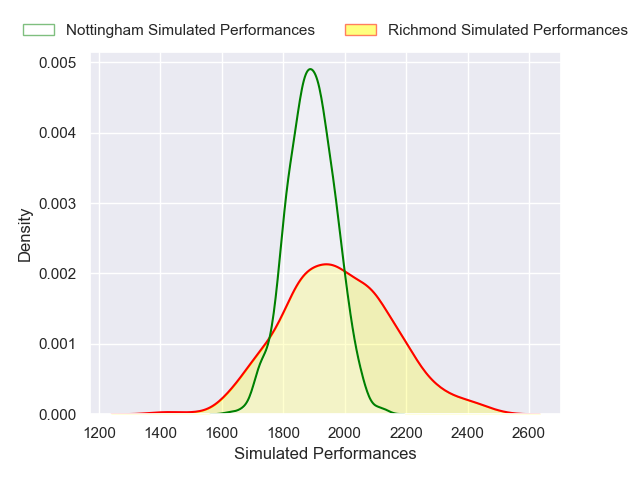 Nottingham Simulated Performances Richmond Simulated Performances
0.005
0.004
0.003
0.002
0.001
0.000
Density
1200 1400 1600 1800 2000 2200 2400 2600
Simulated Performances